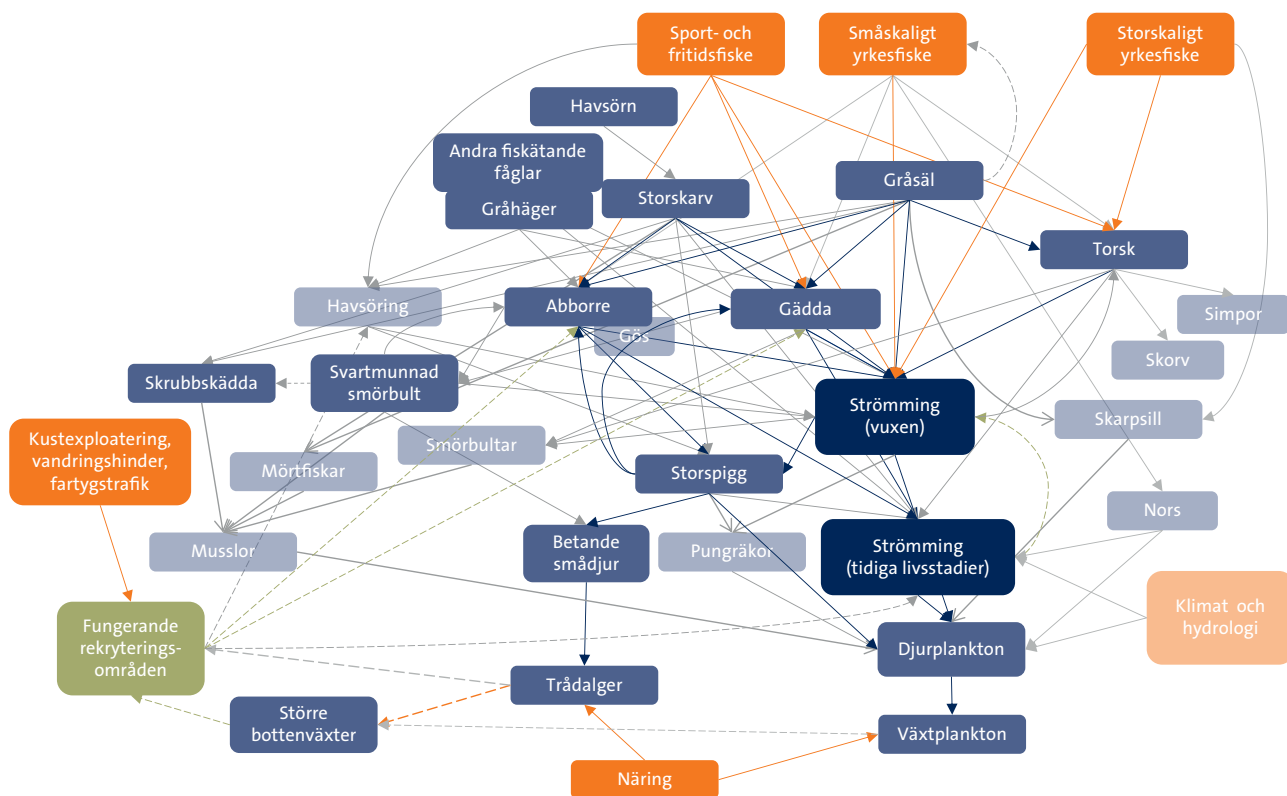 Sport- och
fritidsfiske
Småskaligt
yrkesfiske
Storskaligt
yrkesfiske
Havsörn
Andra fiskätande
fåglar
Gråhäger
Storskarv
Gråsäl
Torsk
Havsöring
Abborre
Gädda
Simpor
Gös
Skorv
Skrubbskädda
Svartmunnad
smörbult
Strömming
(vuxen)
Skarpsill
Kustexploatering,
vandringshinder,
fartygstrafik
Smörbultar
Mörtfiskar
Storspigg
Nors
Musslor
Betande
smådjur
Pungräkor
Strömming
(tidiga livsstadier)
Klimat och
hydrologi
Fungerande
rekryterings-
områden
Djurplankton
Trådalger
Större
bottenväxter
Växtplankton
Näring